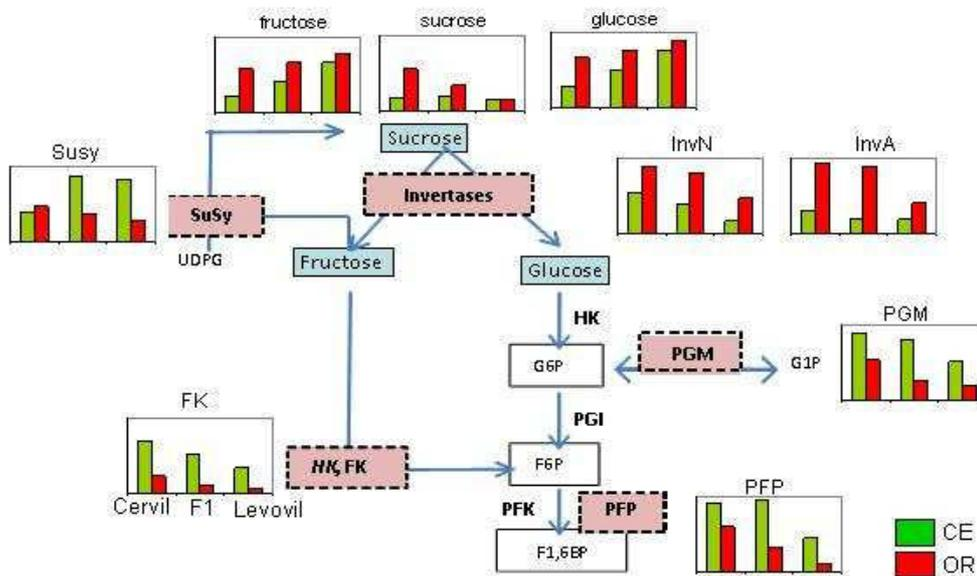 fructose
sucrose
glucose
Sucrose
Susy
InvN
InvA
Invertases
SuSy
UDPG
Fructose
Glucose
HK
PGM
PGM
G6P
G1P
FK
PGI
HK, FK
F6P
Cervil F1 Levovil
PFK
PFP
PFP
F1,6BP
CE
OR